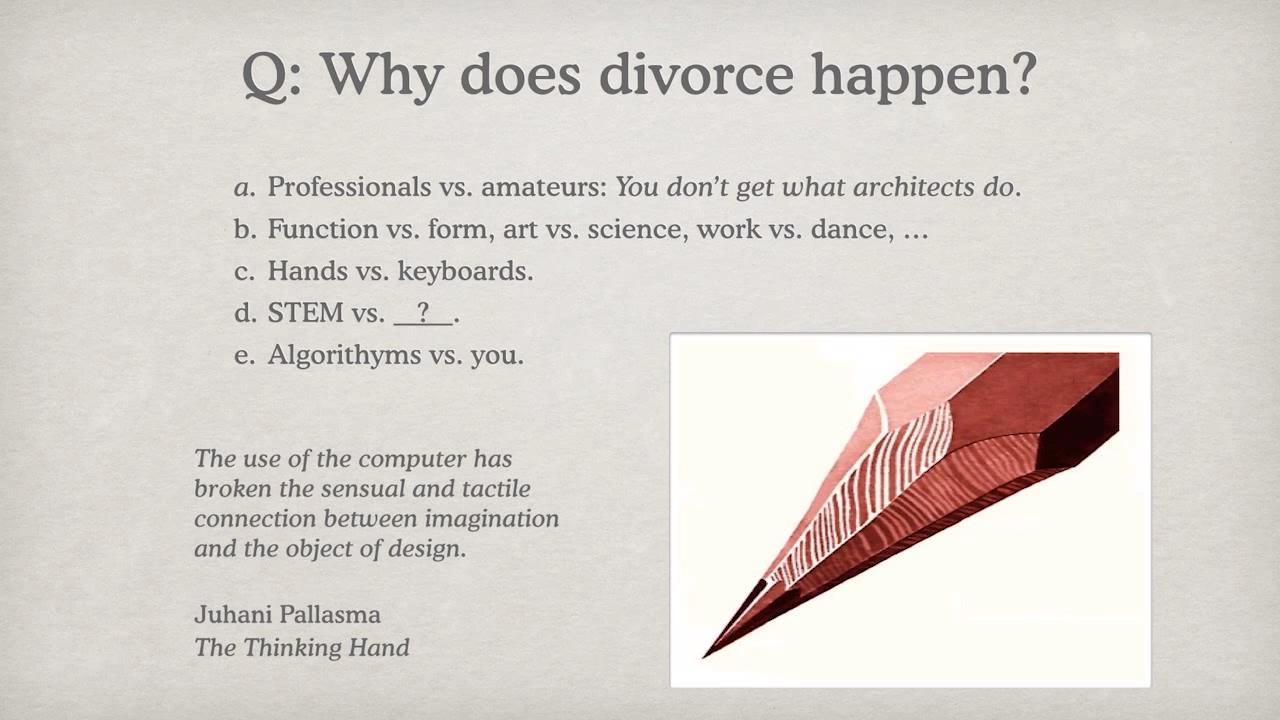 Q: Why does divorce happen?
a. Professionals vs. amateurs: You don’t get what architects do.
b. Function vs. form, art vs. science, work vs. dance, …
c. Hands vs. keyboards.
d. STEM vs. __?__.
e. Algorithyms vs. you.
The use of the computer has
broken the sensual and tactile
connection between imagination
and the object of design.
Juhani Pallasma
The Thinking Hand